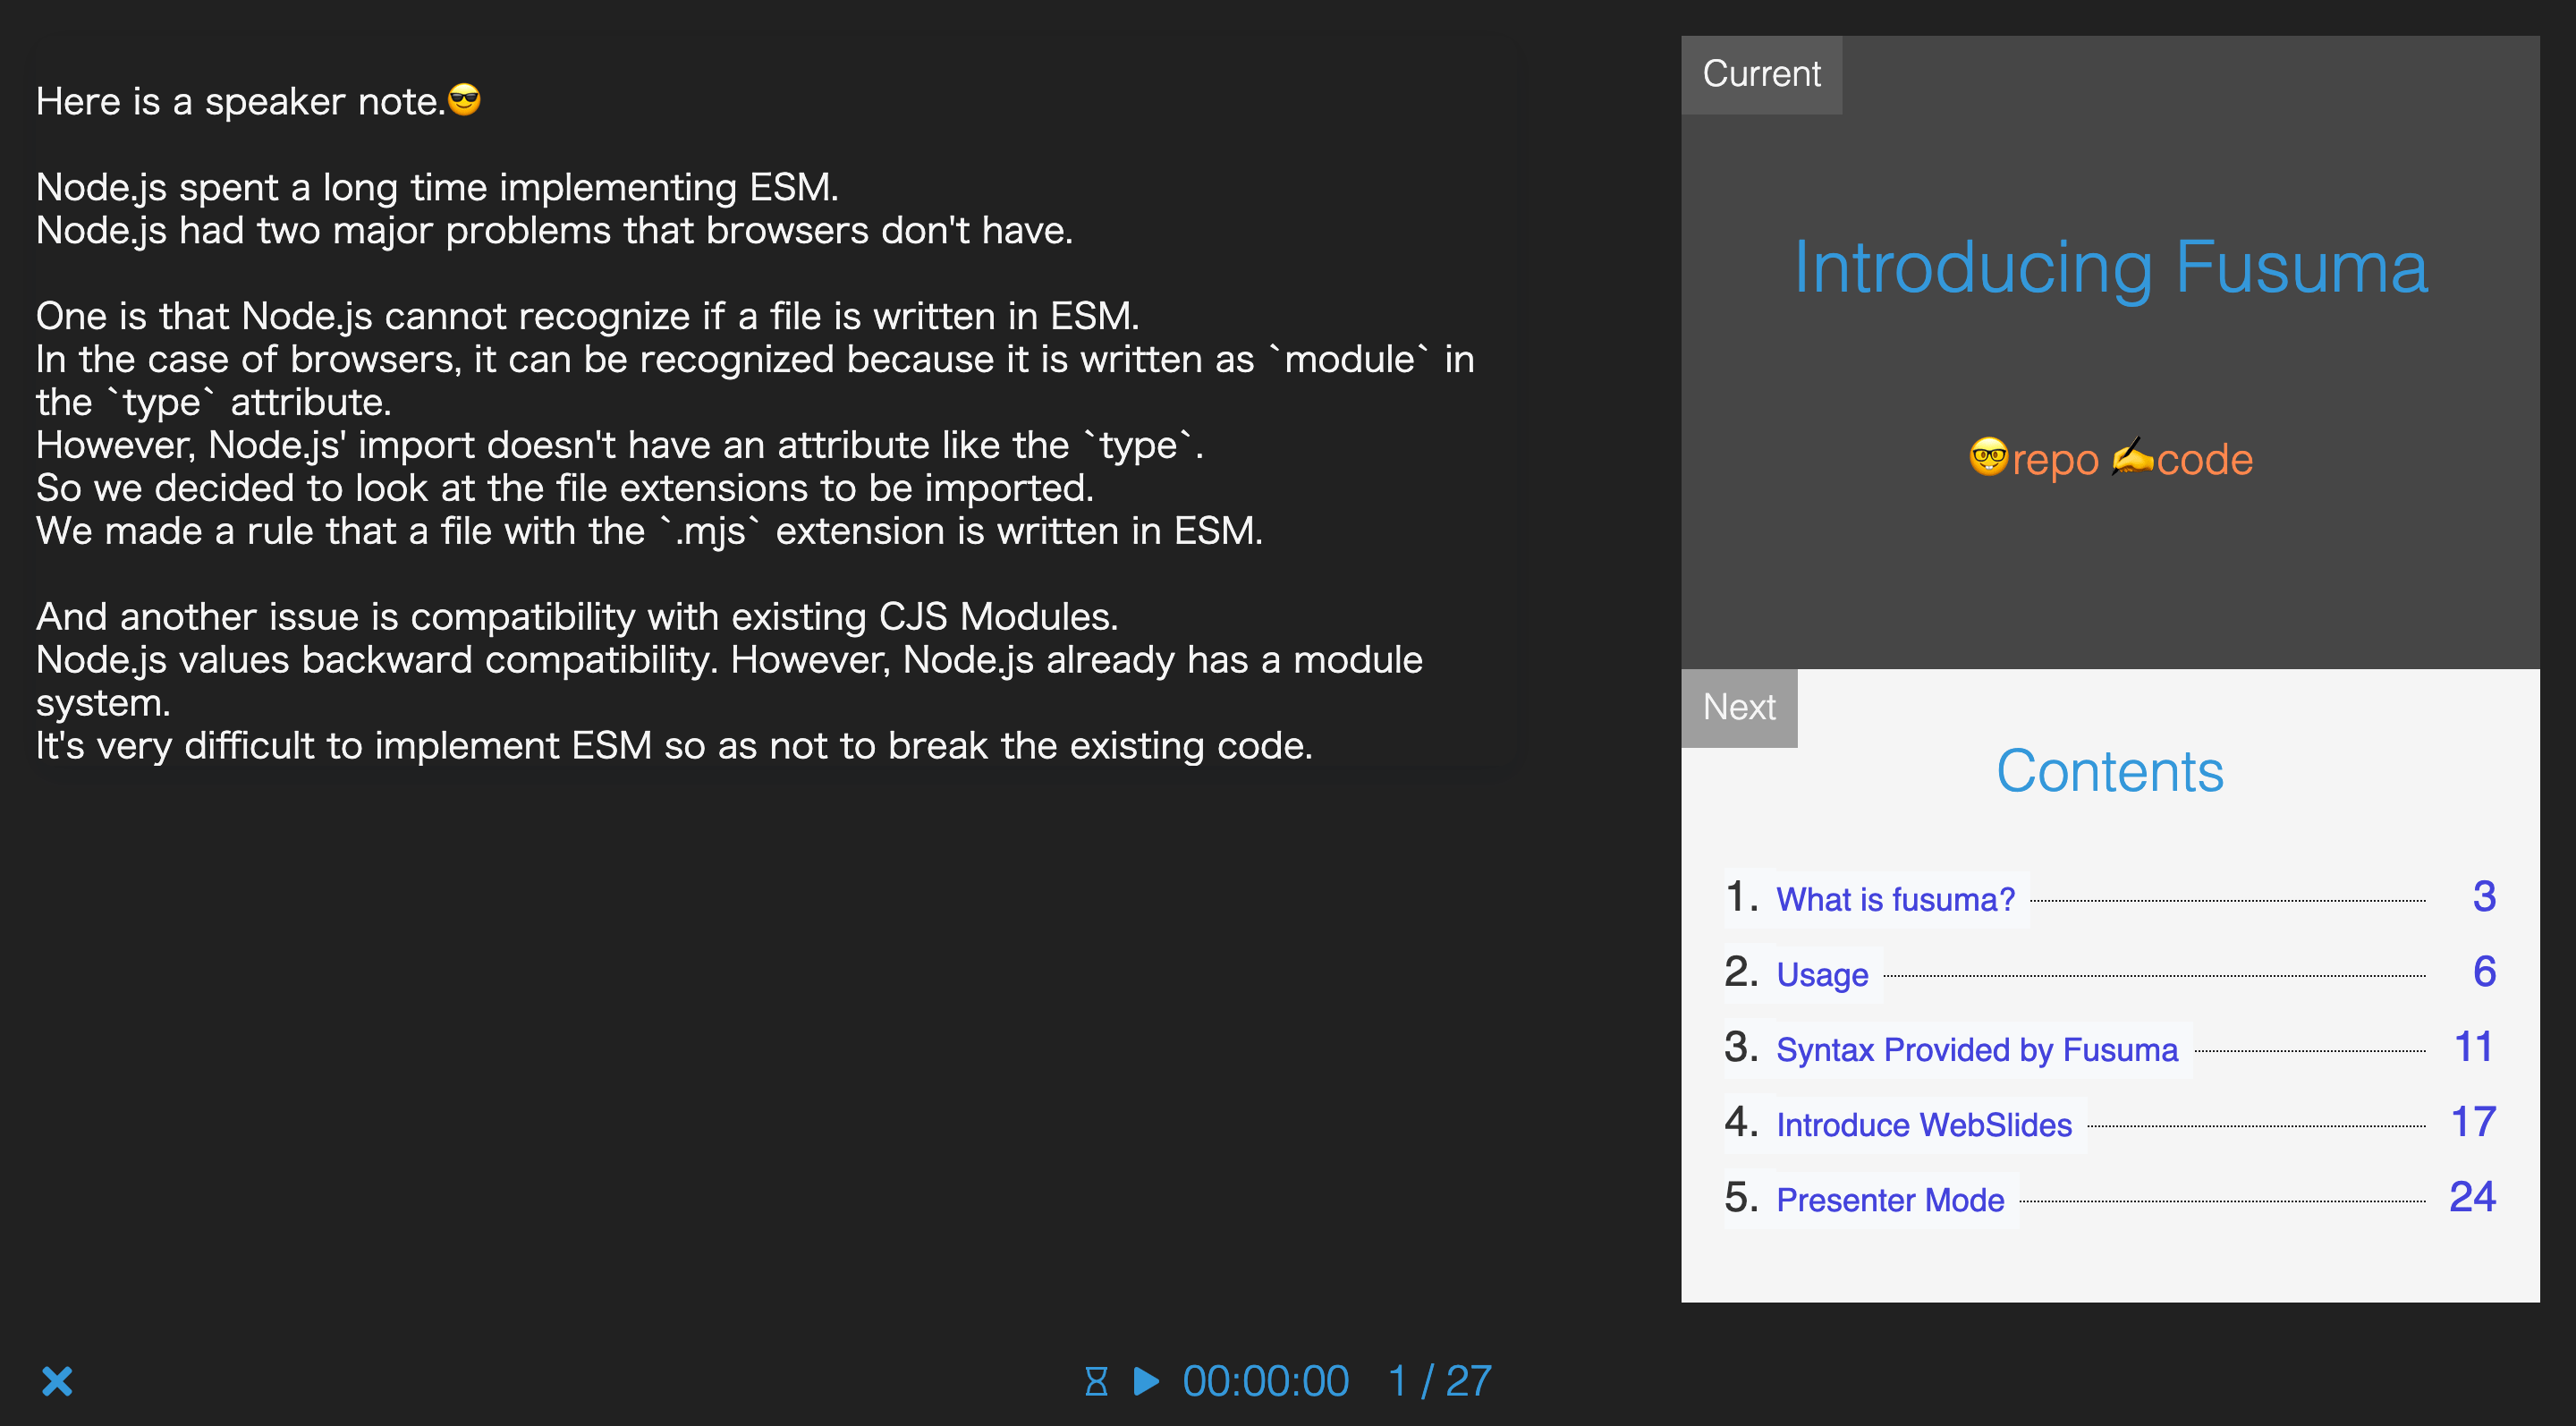 Here is a speaker note.😎
Node.js spent a long time implementing ESM.
Node.js had two major problems that browsers don't have.
One is that Node.js cannot recognize if a file is written in ESM.
In the case of browsers, it can be recognized because it is written as `module` in
the `type` attribute.
However, Node.js' import doesn't have an attribute like the `type`.
So we decided to look at the file extensions to be imported.
We made a rule that a file with the `.mjs` extension is written in ESM.
And another issue is compatibility with existing CJS Modules.
Node.js values backward compatibility. However, Node.js already has a module
system.
It's very difficult to implement ESM so as not to break the existing code.
Current
Introducing Fusuma
🤓repo ✍️code
Next
Contents
1. What is fusuma? 3
2. Usage 6
3. Syntax Provided by Fusuma 11
4. Introduce WebSlides 17
5. Presenter Mode 24
00:00:00 1 / 27